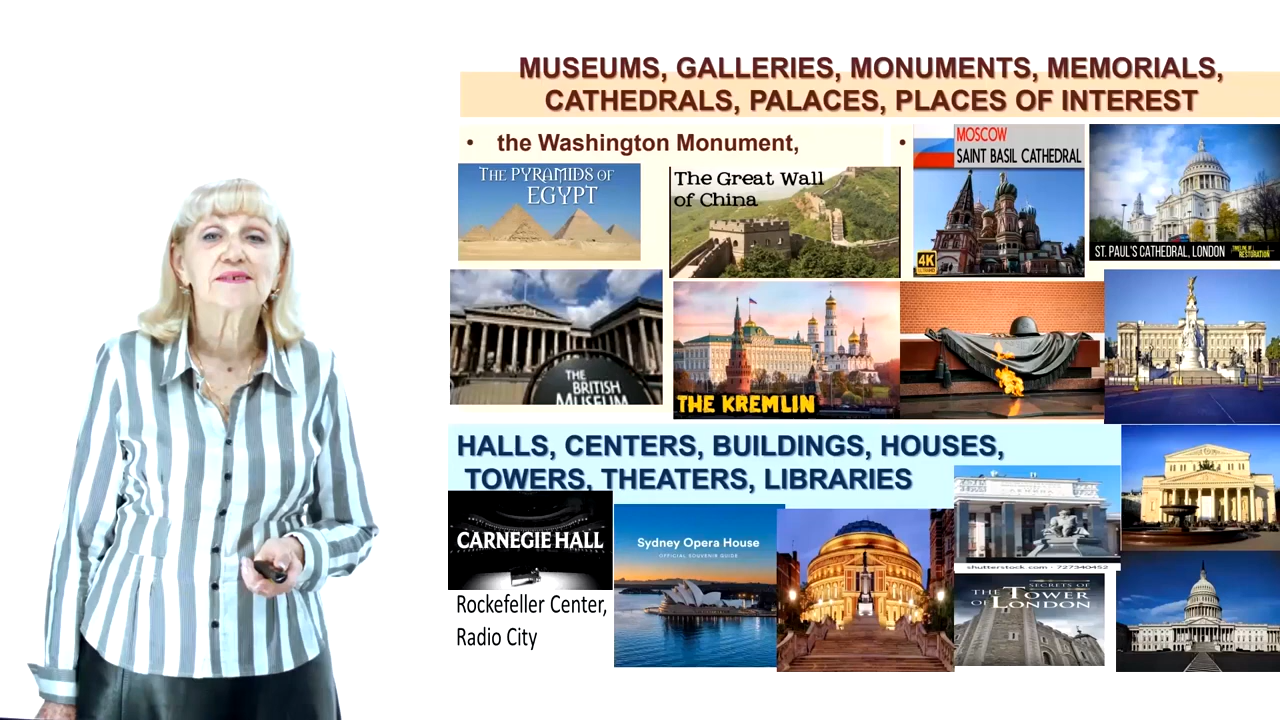 MUSEUMS, GALLERIES, MONUMENTS, MEMORIALS,
CATHEDRALS, PALACES, PLACES OF INTEREST
• the Washington Monument,
•
THE PYRAMIDS OF
EGYPT
The Great Wall
of China
MOSCOW
SAINT BASIL CATHEDRAL
4K
ST. PAUL'S CATHEDRAL, LONDON
RESTORATION
THE
BRITISH
MUSEUM
THE KREMLIN
HALLS, CENTERS, BUILDINGS, HOUSES,
TOWERS, THEATERS, LIBRARIES
CARNEGIE HALL
Rockefeller Center,
Radio City
Sydney Opera House
OFFICIAL SOUVENIR GUIDE
shutterstock.com · 727340452
SECRETS OF
THE TOWER
OF LONDON